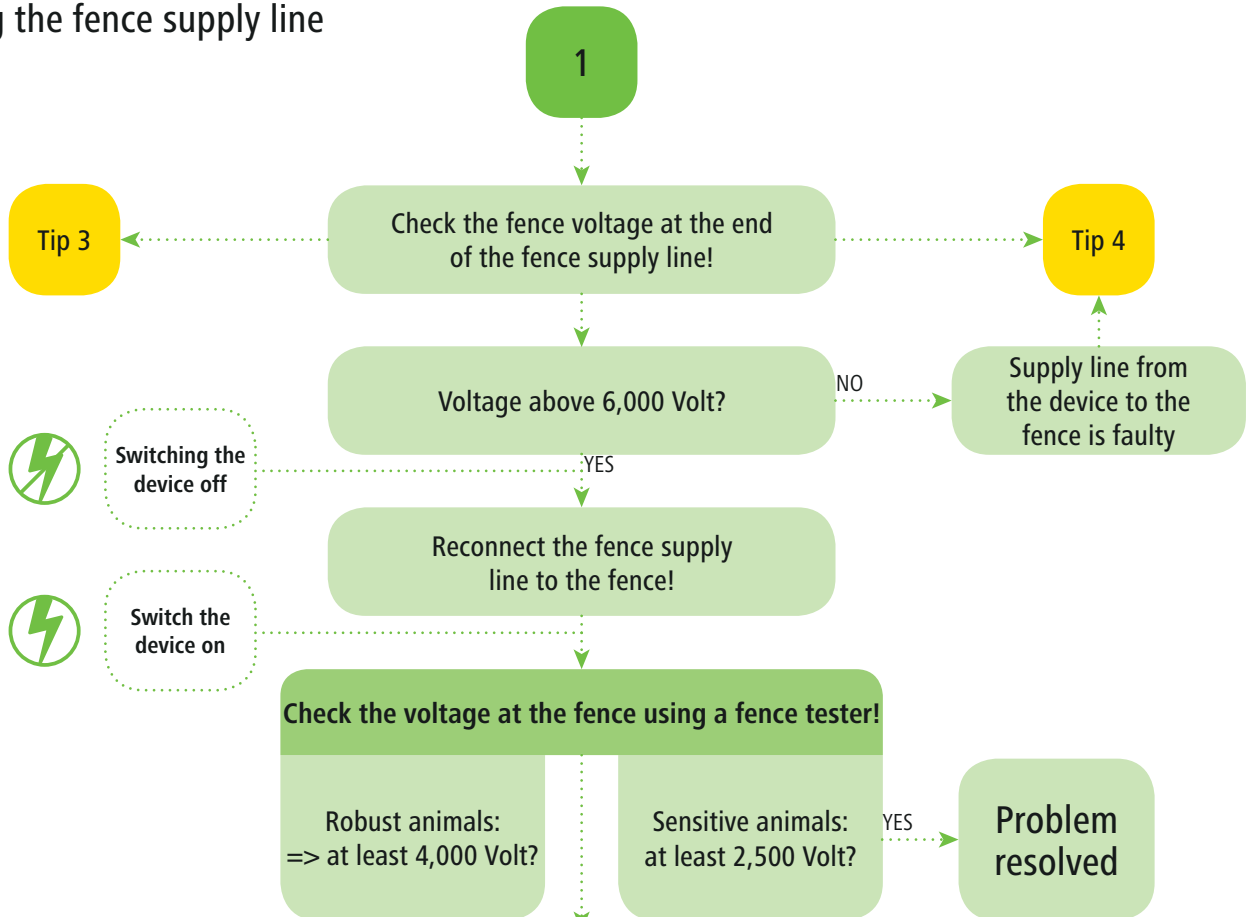 the fence supply line
1
Tip 3
Check the fence voltage at the end
of the fence supply line!
Tip 4
Voltage above 6,000 Volt?
NO
Supply line from
the device to the
fence is faulty
Switching the
device off
YES
Reconnect the fence supply
line to the fence!
Switch the
device on
Check the voltage at the fence using a fence tester!
Robust animals:
=> at least 4,000 Volt?
Sensitive animals:
at least 2,500 Volt?
YES
Problem
resolved